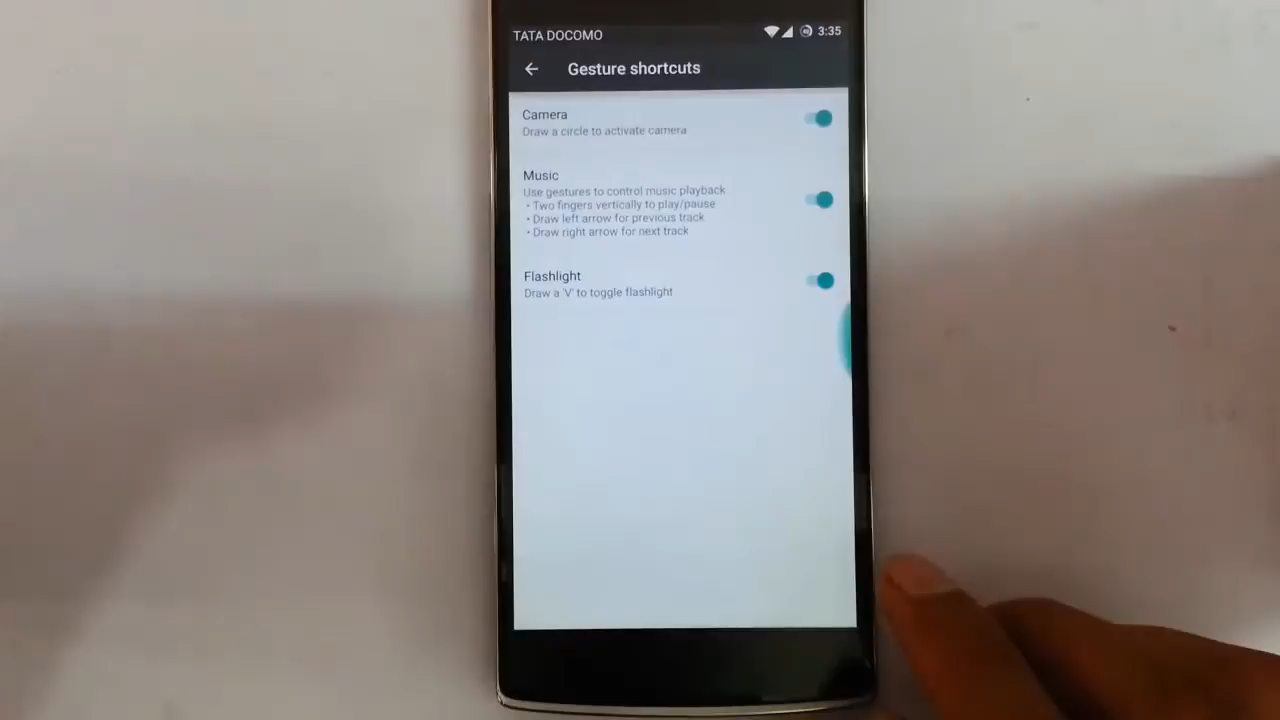 TATA DOCOMO 3:35
Gesture shortcuts
Camera
Draw a circle to activate camera
Music
Use gestures to control music playback
• Two fingers vertically to play/pause
• Draw left arrow for previous track
• Draw right arrow for next track
Flashlight
Draw a 'V' to toggle flashlight